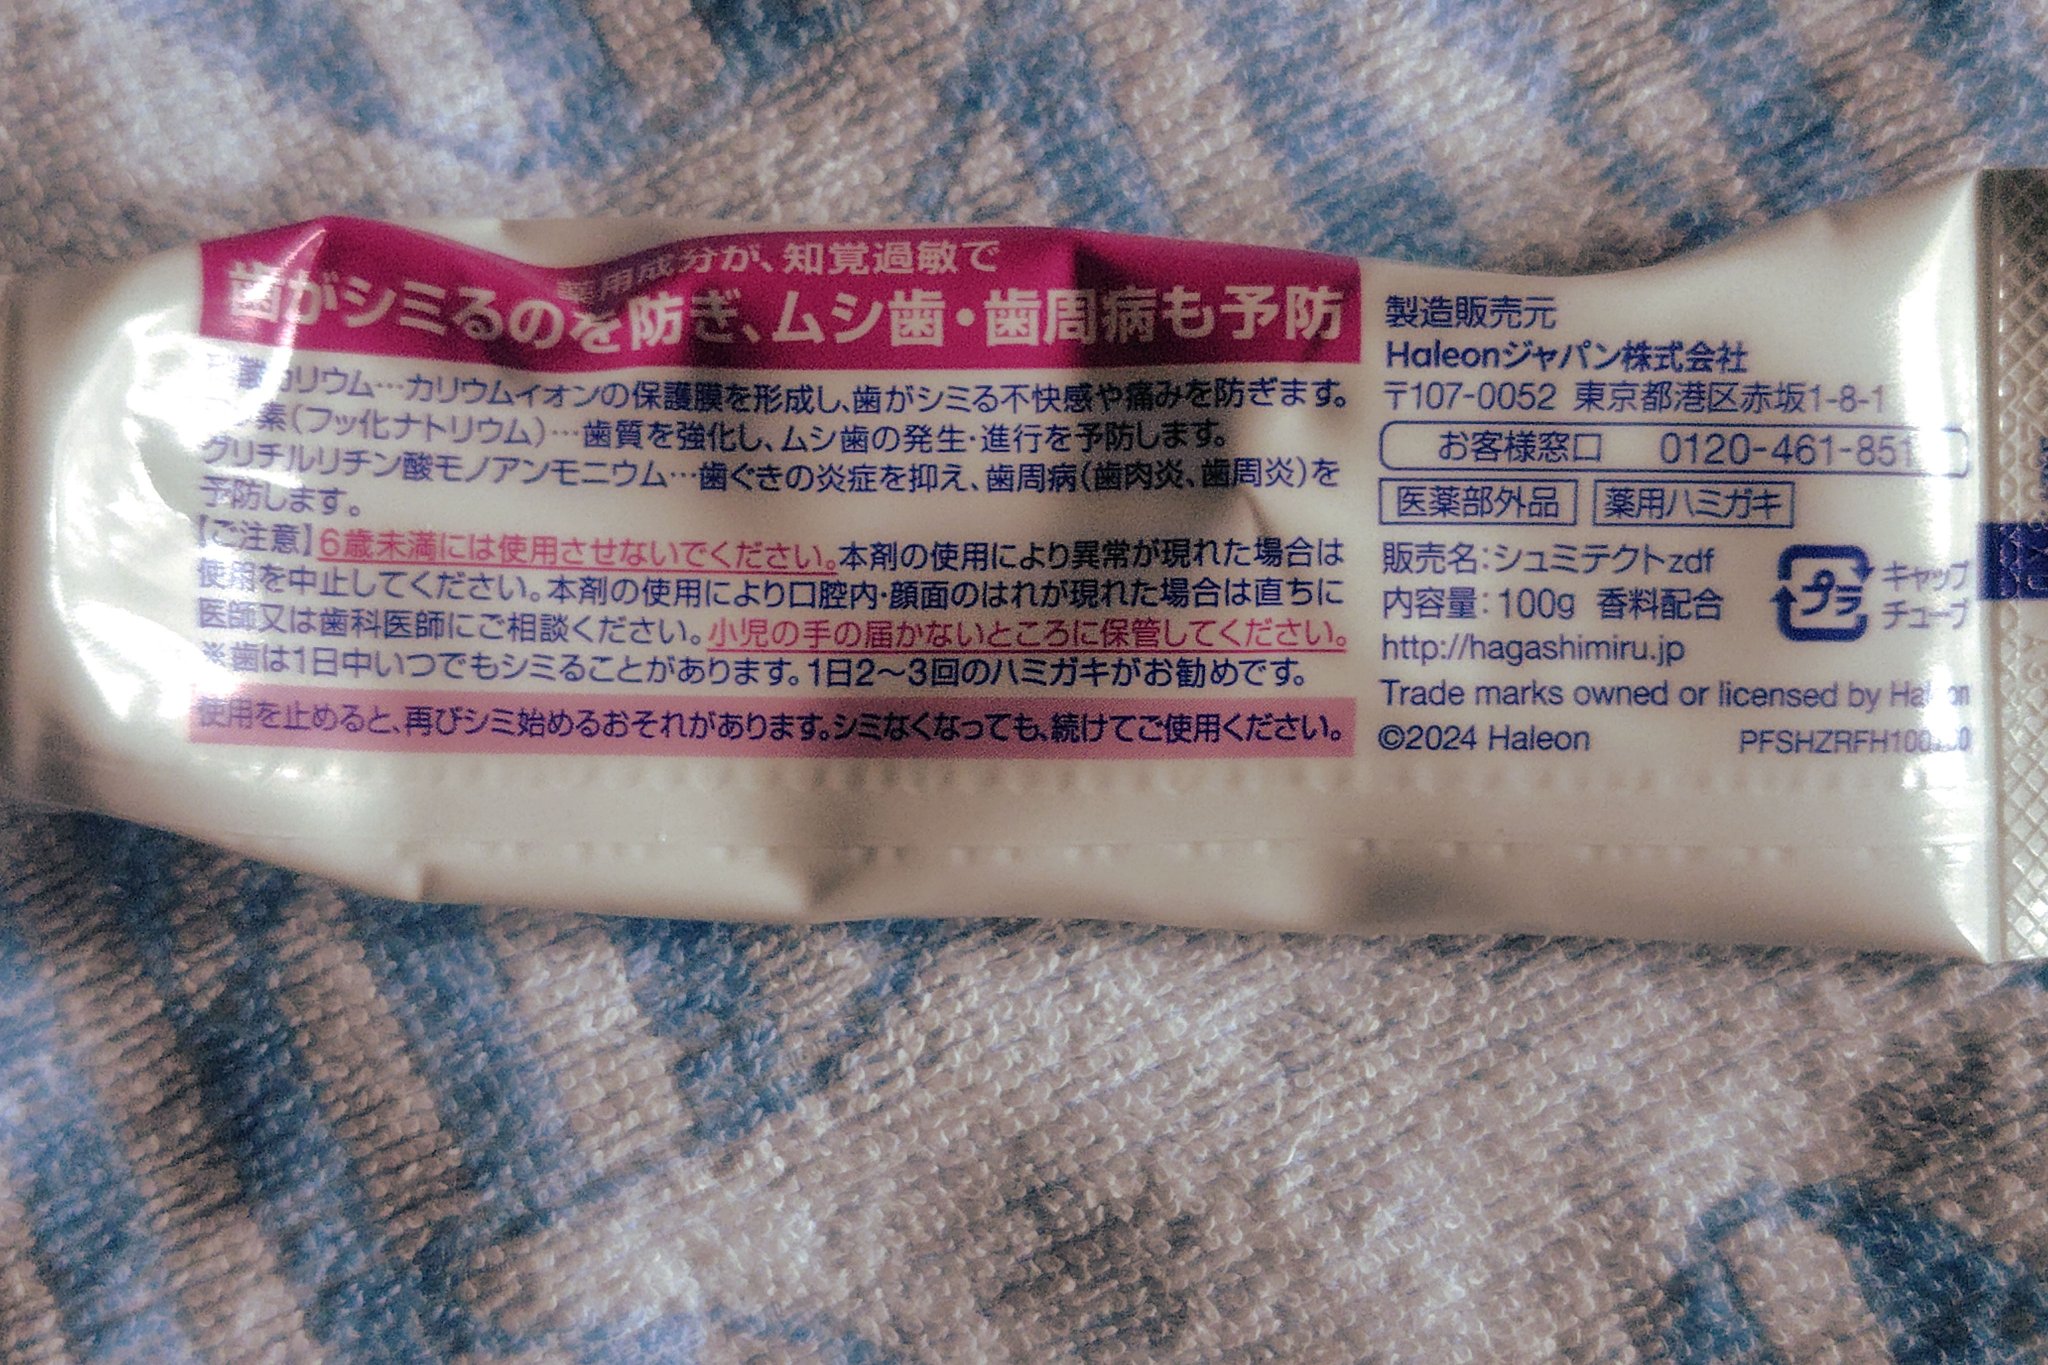 薬用成分が、知覚過敏で
歯がシミるのを防ぎ、ムシ歯・歯周病も予防
カリウム…カリウムイオンの保護膜を形成し、歯がシミる不快感や痛みを防ぎます。
素(フッ化ナトリウム)…歯質を強化し、ムシ歯の発生・進行を予防します。
グリチルリチン酸モノアンモニウム…歯ぐきの炎症を抑え、歯周病(歯肉炎、歯周炎)を
予防します。
【ご注意】6歳未満には使用させないでください。本剤の使用により異常が現れた場合は
使用を中止してください。本剤の使用により口腔内・顔面のはれが現れた場合は直ちに
医師又は歯科医師にご相談ください。小児の手の届かないところに保管してください。
※歯は1日中いつでもシミることがあります。1日2〜3回のハミガキがお勧めです。
使用を止めると、再びシミ始めるおそれがあります。シミなくなっても、続けてご使用ください。
製造販売元
Haleonジャパン株式会社
〒107-0052 東京都港区赤坂1-8-1
お客様窓口 0120-461-851
医薬部外品 薬用ハミガキ
販売名：シュミテクトzdf
内容量：100g 香料配合
プラ キャップ
チューブ
http://hagashimiru.jp
Trade marks owned or licensed by Haleon
©2024 Haleon